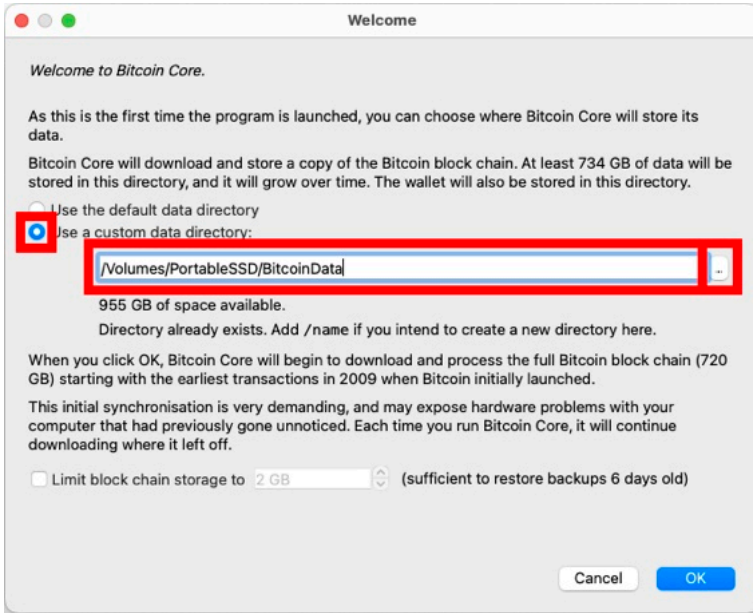 Welcome
Welcome to Bitcoin Core.
As this is the first time the program is launched, you can choose where Bitcoin Core will store its
data.
Bitcoin Core will download and store a copy of the Bitcoin block chain. At least 734 GB of data will be
stored in this directory, and it will grow over time. The wallet will also be stored in this directory.
Use the default data directory
Use a custom data directory:
/Volumes/PortableSSD/BitcoinData
...
955 GB of space available.
Directory already exists. Add /name if you intend to create a new directory here.
When you click OK, Bitcoin Core will begin to download and process the full Bitcoin block chain (720
GB) starting with the earliest transactions in 2009 when Bitcoin initially launched.
This initial synchronisation is very demanding, and may expose hardware problems with your
computer that had previously gone unnoticed. Each time you run Bitcoin Core, it will continue
downloading where it left off.
Limit block chain storage to 2 GB (sufficient to restore backups 6 days old)
Cancel OK